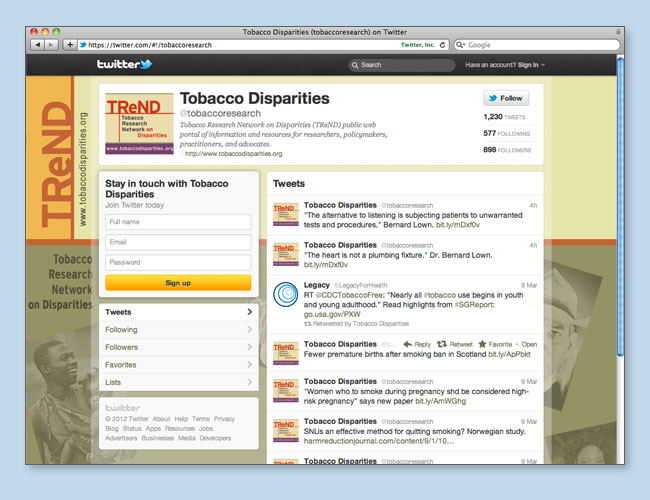 Tobacco Disparities (tobaccoresearch) on Twitter
https://twitter.com/#!/tobaccoresearch
Twitter, Inc.
Google
twitter
Search
Have an account? Sign in
TReND
www.tobaccodisparities.org
Tobacco
Research
Network
on Disparities
TReND
Tobacco
Research
Network on
Disparities
www.tobaccodisparities.org
Tobacco Disparities
@tobaccoresearch
Tobacco Research Network on Disparities (TReND) public web
portal of information and resources for researchers, policymakers,
practitioners, and advocates.
http://www.tobaccodisparities.org
Follow
1,230 TWEETS
577 FOLLOWING
898 FOLLOWERS
Stay in touch with Tobacco
Disparities
Join Twitter today
Full name
Email
Password
Sign up
Tweets
Following
Followers
Favorites
Lists
twitter
© 2012 Twitter About Help Terms Privacy
Blog Status Apps Resources Jobs
Advertisers Businesses Media Developers
Tweets
Tobacco Disparities @tobaccoresearch 4h
"The alternative to listening is subjecting patients to unwarranted
tests and procedures." Bernard Lown. bit.ly/mDxf0v
Tobacco Disparities @tobaccoresearch 4h
"The heart is not a plumbing fixture." Dr. Bernard Lown.
bit.ly/mDxf0v
Legacy @LegacyForHealth 9 Mar
RT @CDCTobaccoFree: "Nearly all #tobacco use begins in youth
and young adulthood." Read highlights from #SGReport:
go.usa.gov/PXW
Retweeted by Tobacco Disparities
Tobacco Disparities Reply Retweet Favorite · Open
Fewer premature births after smoking ban in Scotland bit.ly/ApPbkt
Tobacco Disparities @tobaccoresearch 9 Mar
"Women who to smoke during pregnancy shd be considered high-
risk pregnancy" says new paper bit.ly/AmWGhg
Tobacco Disparities @tobaccoresearch 9 Mar
SNUs an effective method for quitting smoking? Norwegian study.
harmreductionjournal.com/content/9/1/10…
Tobacco Disparities @tobaccoresearch 9 Mar